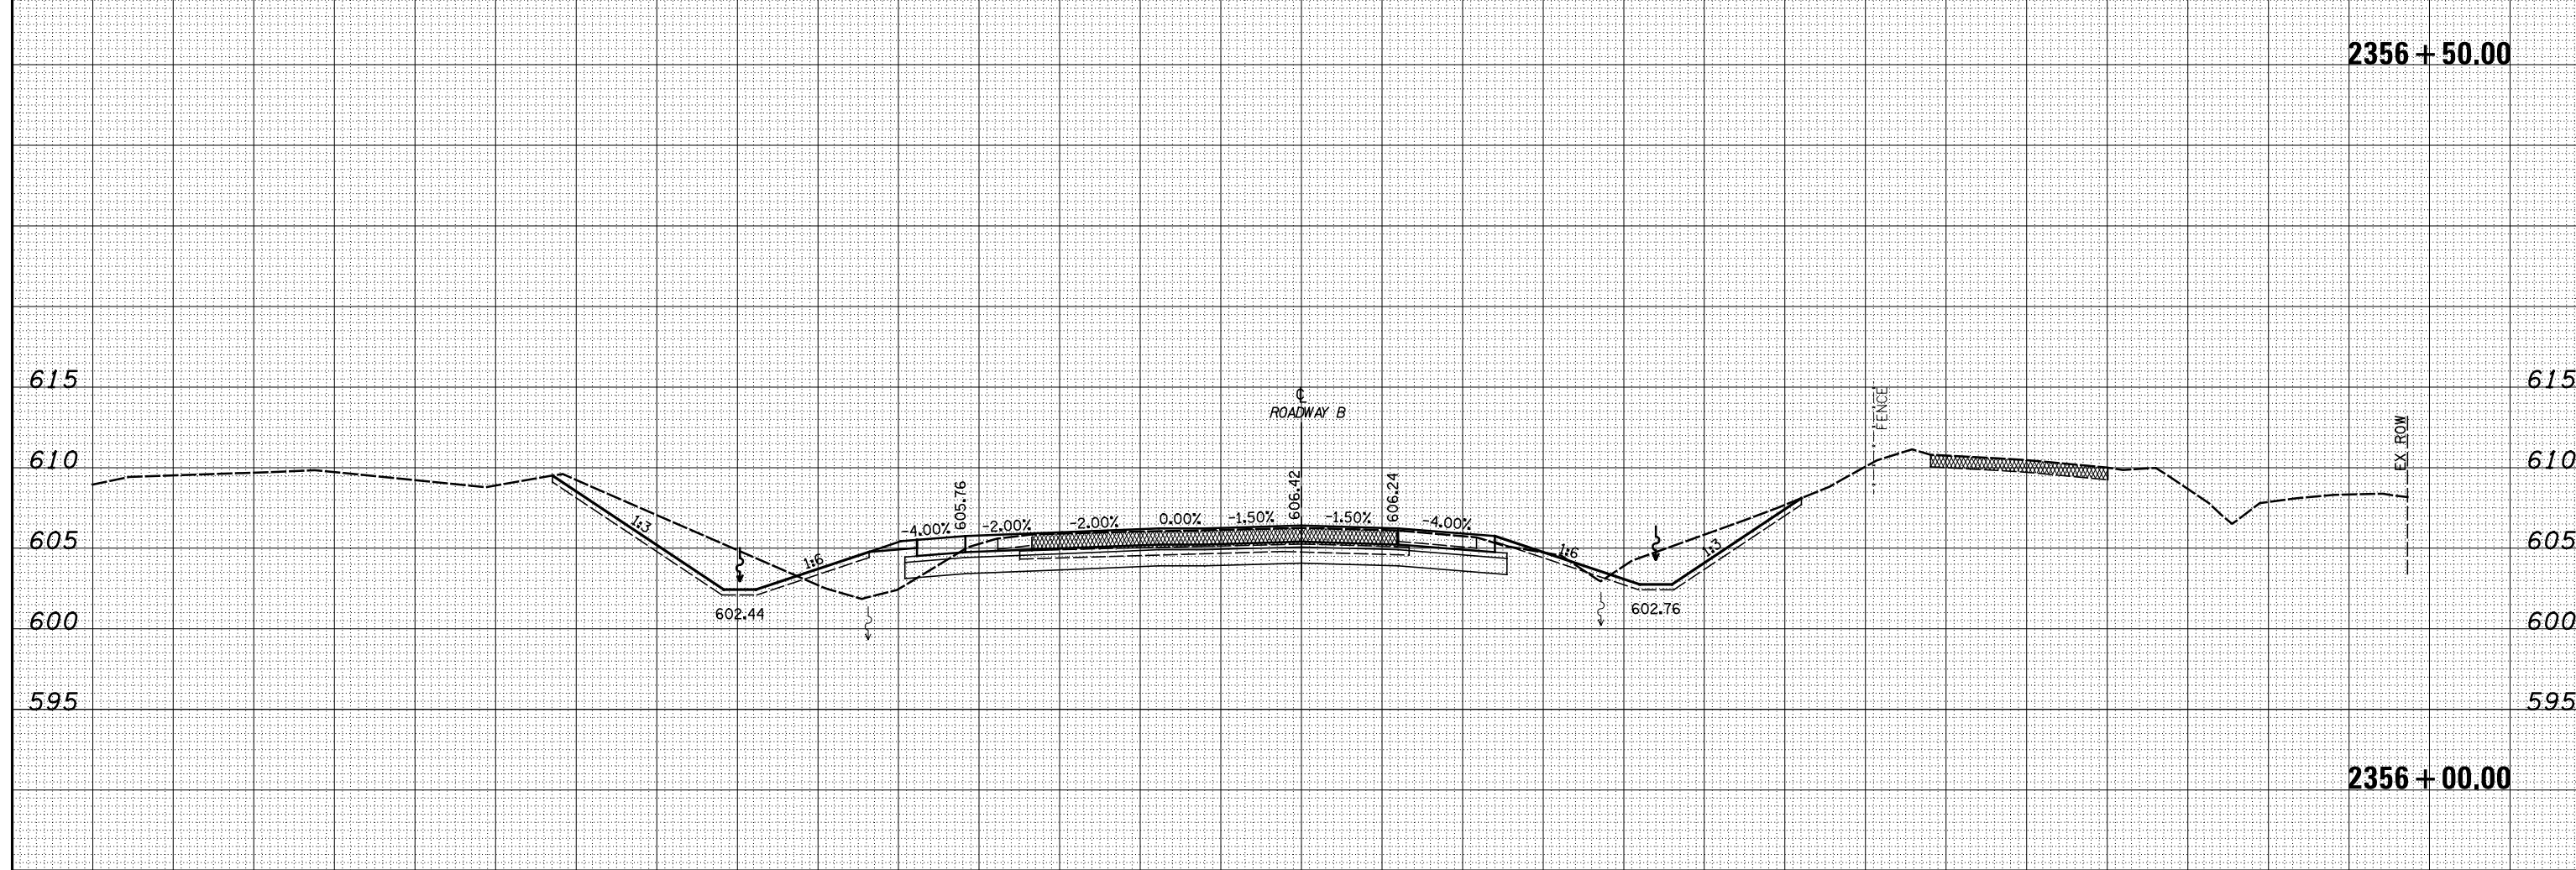 2356 + 50.00
615 615
℄
ROADWAY B
FENCE
EX ROW
610 610
605.76 606.42 606.24
-4.00% -2.00% -2.00% 0.00% -1.50% -1.50% -4.00%
1:3 1:6 1:6 1:3
605 605
602.44 602.76
600 600
595 595
2356 + 00.00